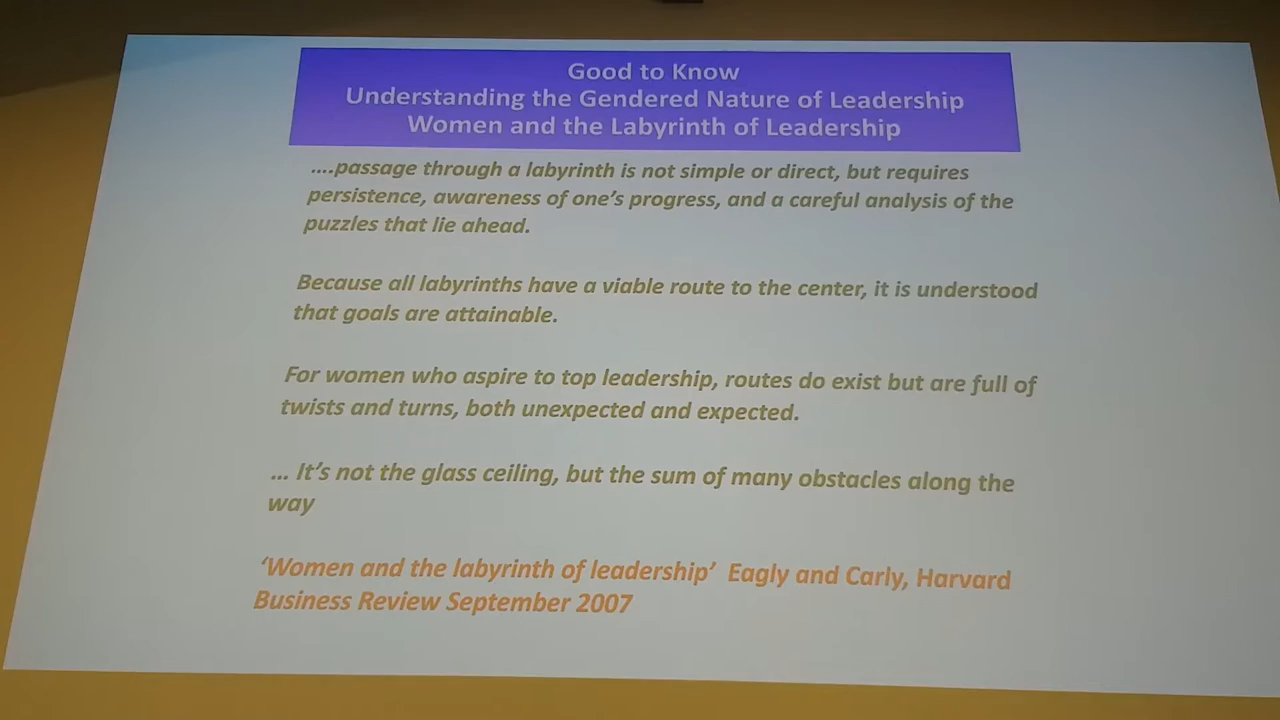 Good to Know
Understanding the Gendered Nature of Leadership
Women and the Labyrinth of Leadership
....passage through a labyrinth is not simple or direct, but requires
persistence, awareness of one's progress, and a careful analysis of the
puzzles that lie ahead.
Because all labyrinths have a viable route to the center, it is understood
that goals are attainable.
For women who aspire to top leadership, routes do exist but are full of
twists and turns, both unexpected and expected.
... It's not the glass ceiling, but the sum of many obstacles along the
way
'Women and the labyrinth of leadership' Eagly and Carly, Harvard
Business Review September 2007